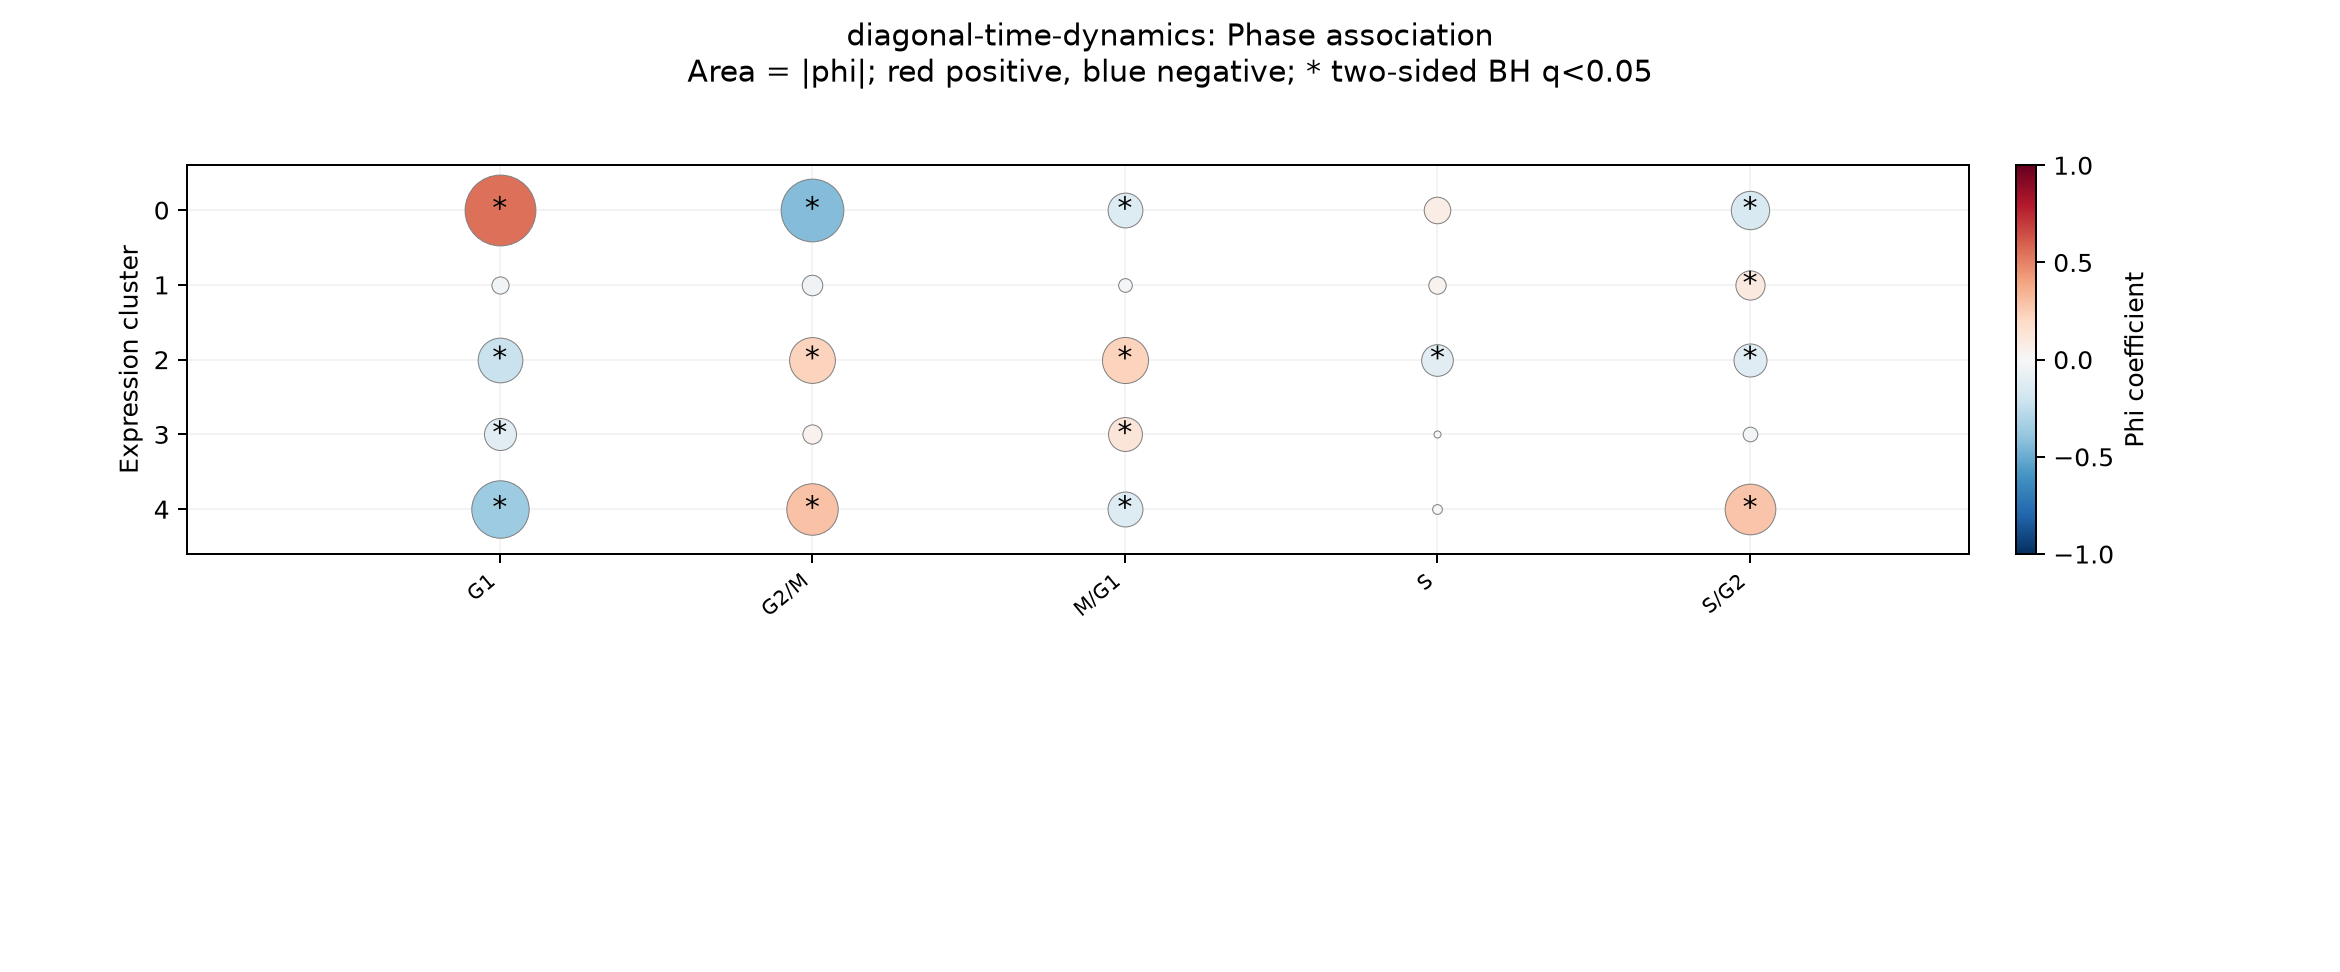 diagonal-time-dynamics: Phase association
Area = |phi|; red positive, blue negative; * two-sided BH q<0.05
Expression cluster
0
* * * *
1
*
2
* * * * *
3
* *
4
* * * *
G1
G2/M
M/G1
S
S/G2
1.0
0.5
0.0
−0.5
−1.0
Phi coefficient